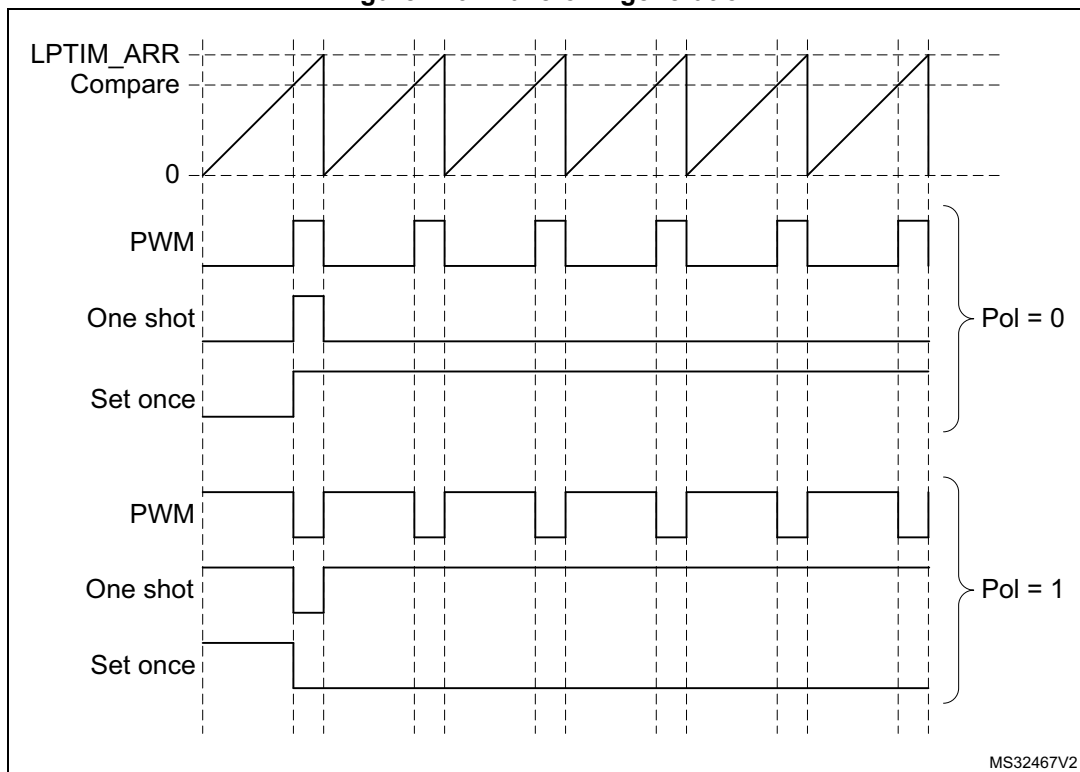 LPTIM_ARR
Compare
0
PWM
One shot
Pol = 0
Set once
PWM
One shot
Pol = 1
Set once
MS32467V2